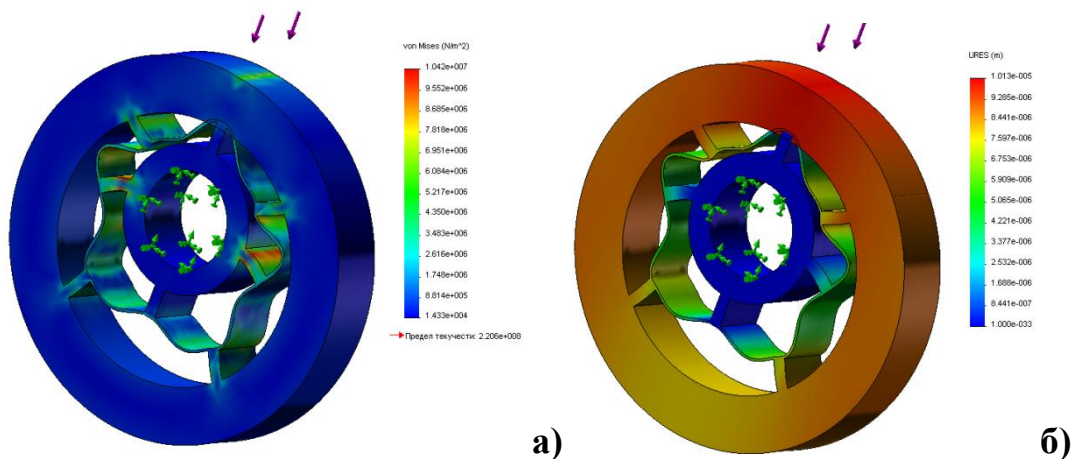 von Mises (N/m^2)
1.042e+007
9.552e+006
8.685e+006
7.818e+006
6.951e+006
6.084e+006
5.217e+006
4.350e+006
3.483e+006
2.615e+006
1.748e+006
8.814e+005
1.433e+004
Предел текучести: 2.206e+008
а)
URES (m)
1.013e-005
9.285e-006
8.441e-006
7.597e-006
6.753e-006
5.909e-006
5.065e-006
4.221e-006
3.377e-006
2.532e-006
1.688e-006
8.441e-007
1.000e-033
б)